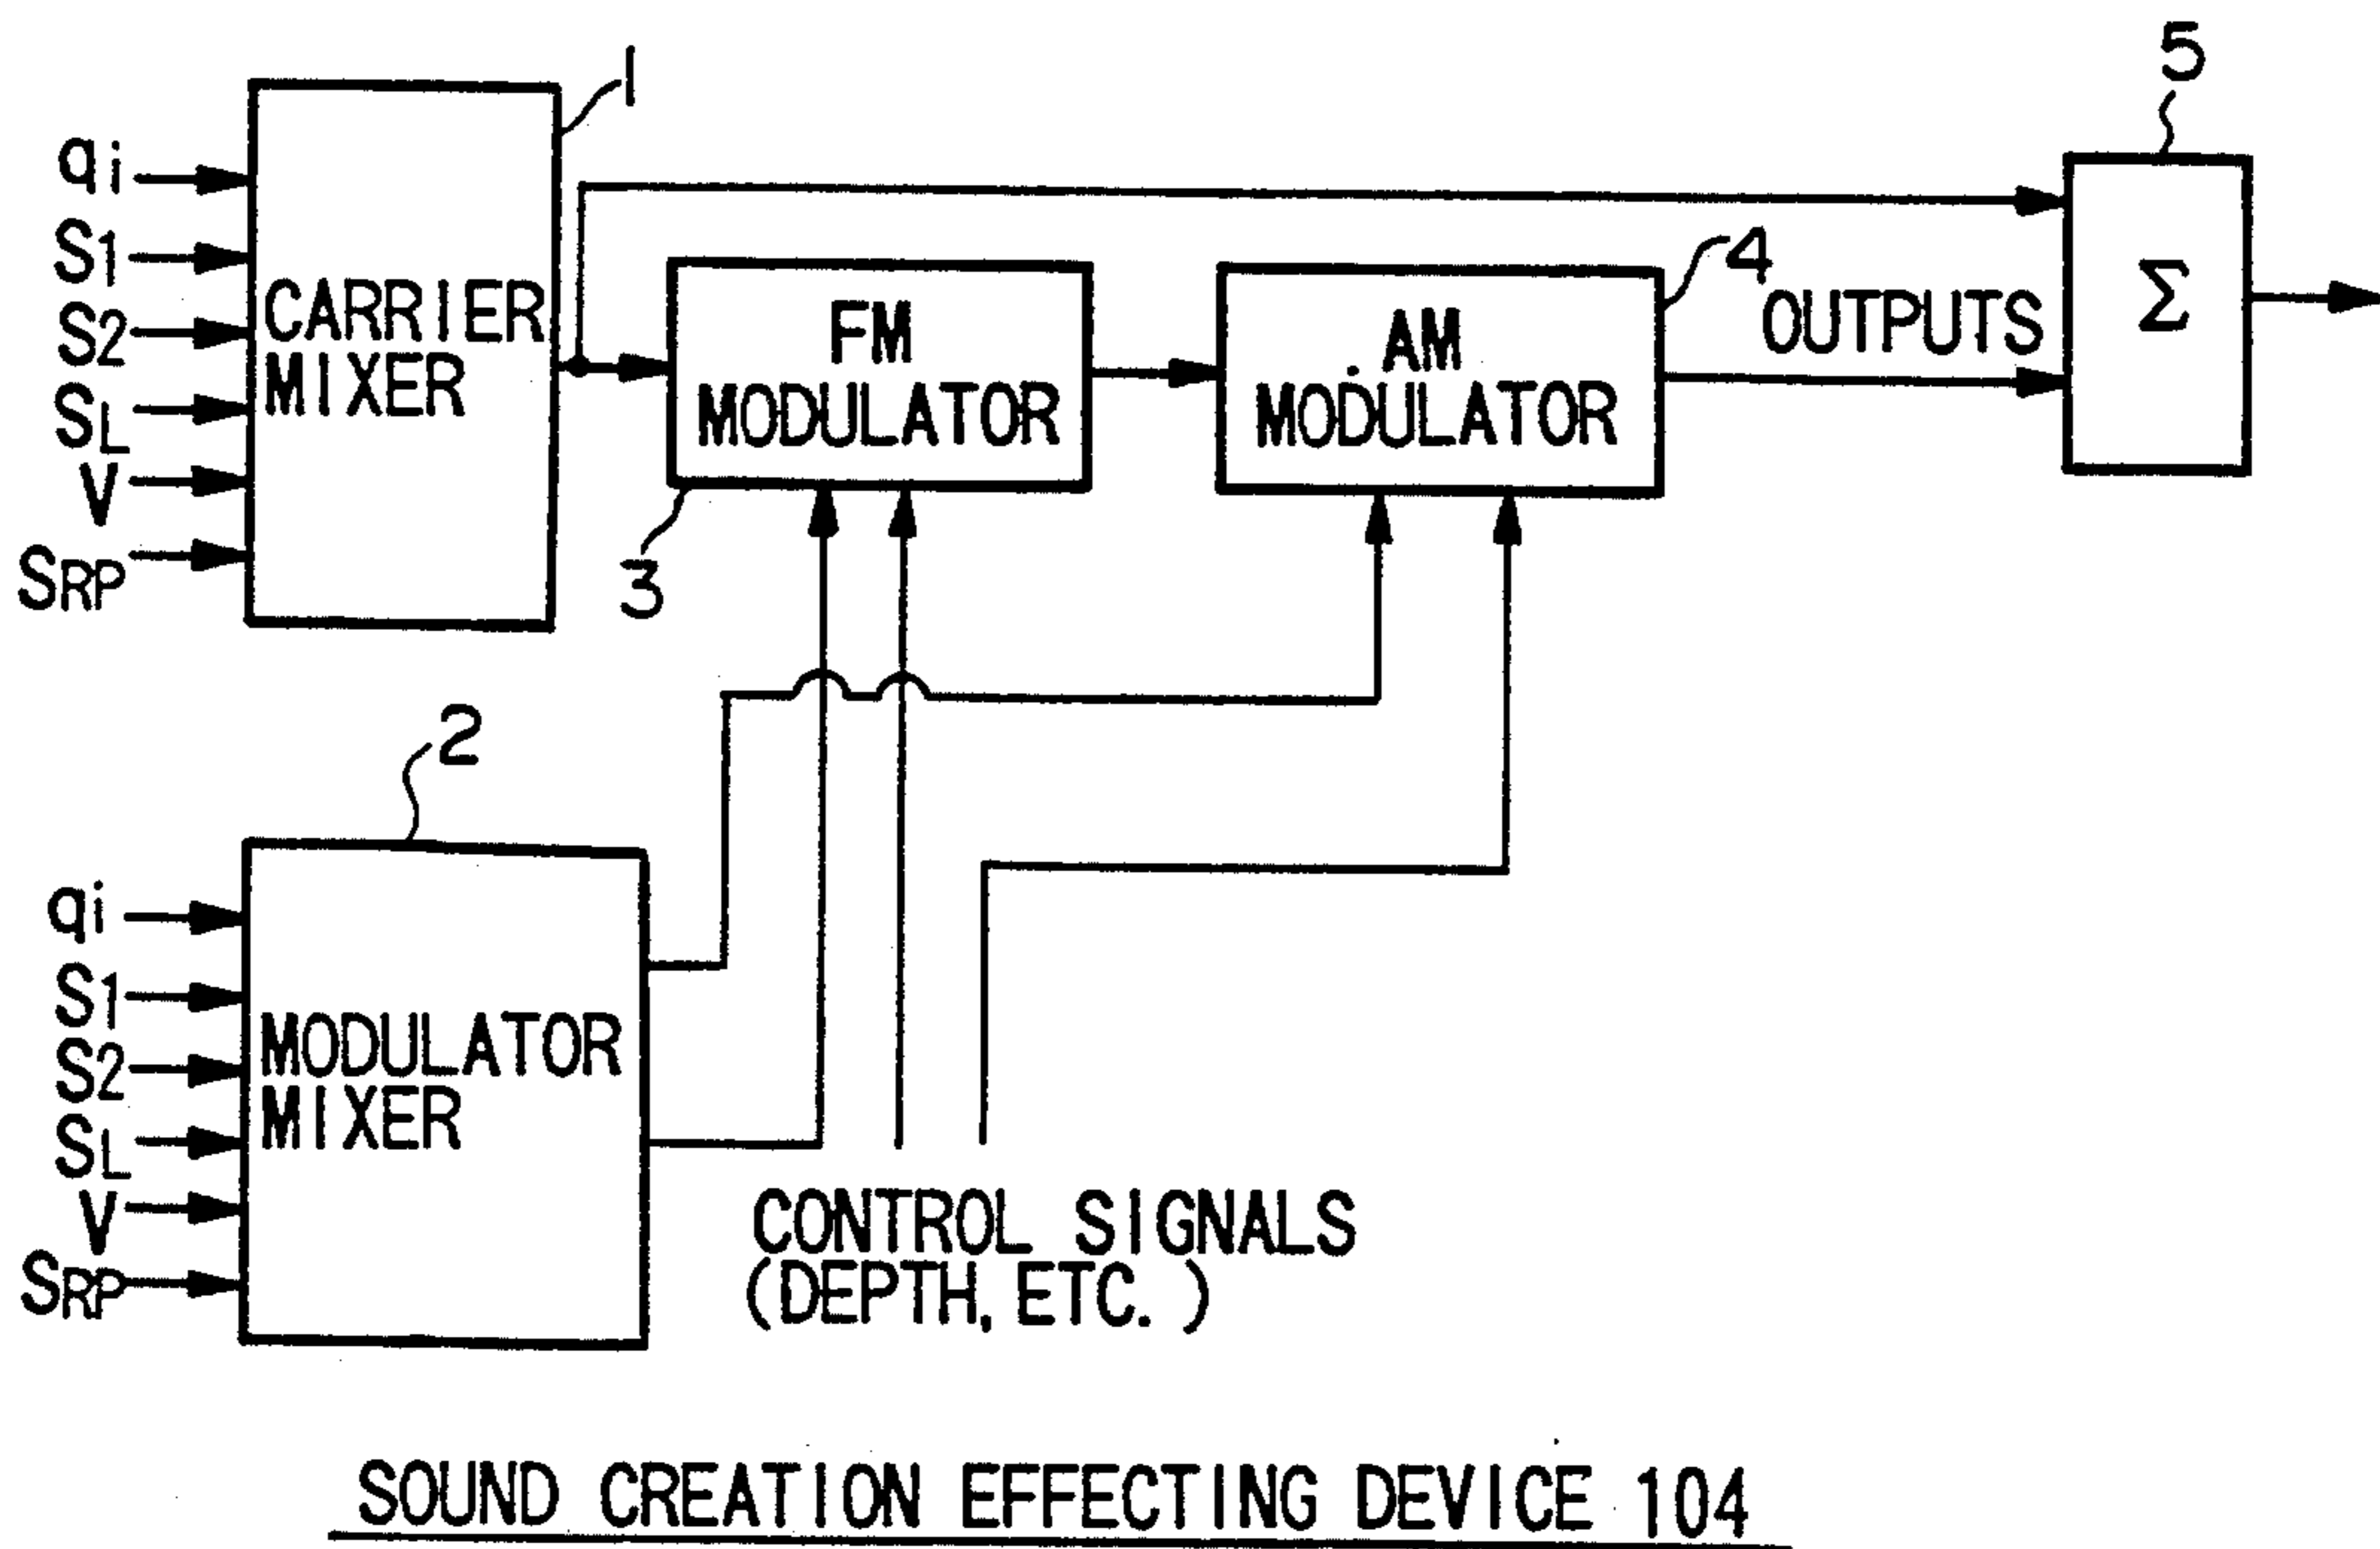 5
1
qi
S1
S2
SL
V
SRP
CARRIER
MIXER
FM
MODULATOR
3
AM
MODULATOR
4
OUTPUTS
Σ
2
qi
S1
S2
SL
V
SRP
MODULATOR
MIXER
CONTROL SIGNALS
(DEPTH, ETC.)
SOUND CREATION EFFECTING DEVICE 104